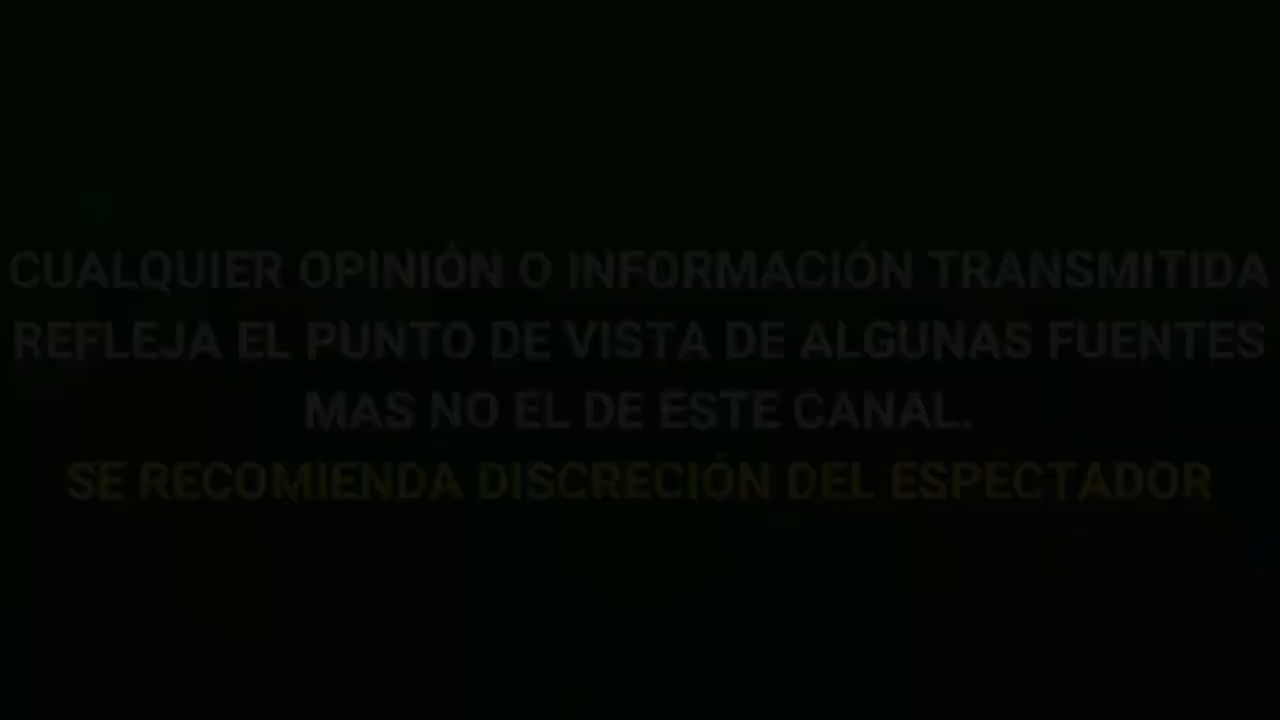 CUALQUIER OPINIÓN O INFORMACIÓN TRANSMITIDA
REFLEJA EL PUNTO DE VISTA DE ALGUNAS FUENTES
MAS NO EL DE ESTE CANAL.
SE RECOMIENDA DISCRECIÓN DEL ESPECTADOR